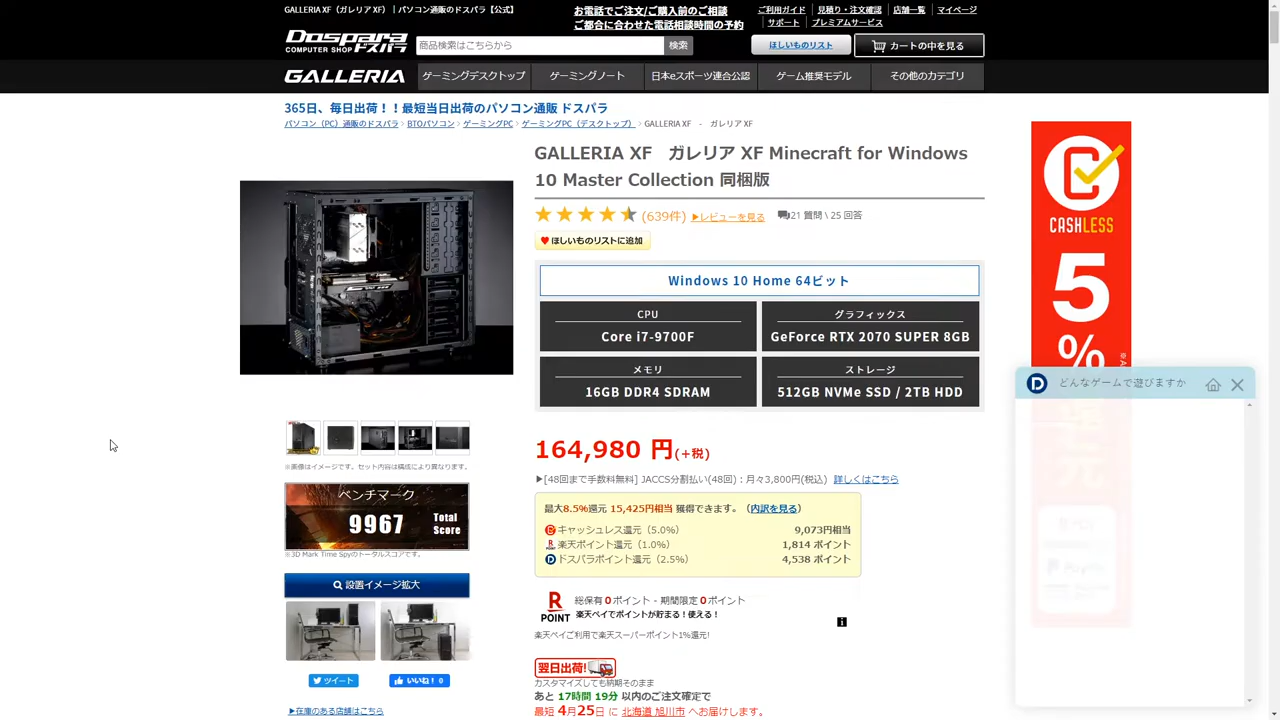 GALLERIA XF（ガレリア XF） | パソコン通販のドスパラ【公式】
お電話でご注文/ご購入前のご相談
ご都合に合わせた電話相談時間の予約
ご利用ガイド | 見積り・注文確認 | 店舗一覧 | マイページ
サポート | プレミアムサービス
Dospara
COMPUTER SHOP ドスパラ
商品検索はこちらから
検索
ほしいものリスト
カートの中を見る
GALLERIA
ゲーミングデスクトップ
ゲーミングノート
日本eスポーツ連合公認
ゲーム推奨モデル
その他のカテゴリ
365日、毎日出荷！！最短当日出荷のパソコン通販 ドスパラ
パソコン（PC）通販のドスパラ > BTOパソコン > ゲーミングPC > ゲーミングPC（デスクトップ） > GALLERIA XF - ガレリア XF
GALLERIA XF ガレリア XF Minecraft for Windows
10 Master Collection 同梱版
(639件) ▶レビューを見る 21 質問 \ 25 回答
ほしいものリストに追加
Windows 10 Home 64ビット
CPU
Core i7-9700F
グラフィックス
GeForce RTX 2070 SUPER 8GB
メモリ
16GB DDR4 SDRAM
ストレージ
512GB NVMe SSD / 2TB HDD
164,980 円(+税)
▶[48回まで手数料無料] JACCS分割払い(48回)：月々3,800円(税込) 詳しくはこちら
最大8.5%還元 15,425円相当 獲得できます。（内訳を見る）
キャッシュレス還元（5.0%） 9,073円相当
楽天ポイント還元（1.0%） 1,814 ポイント
ドスパラポイント還元（2.5%） 4,538 ポイント
R
POINT
総保有 0 ポイント - 期間限定 0 ポイント
楽天ペイでポイントが貯まる！使える！
楽天ペイご利用で楽天スーパーポイント1%還元!
翌日出荷!
カスタマイズしても納期そのまま
あと 17時間 19分 以内のご注文確定で
最短 4月25日 に 北海道 旭川市 へお届けします。
※画像はイメージです。セット内容は構成により異なります。
ベンチマーク
9967
Total
Score
※3D Mark Time Spyのトータルスコアです。
設置イメージ拡大
ツイート
いいね！ 0
▶在庫のある店舗はこちら
CASHLESS
5
%
どんなゲームで遊びますか